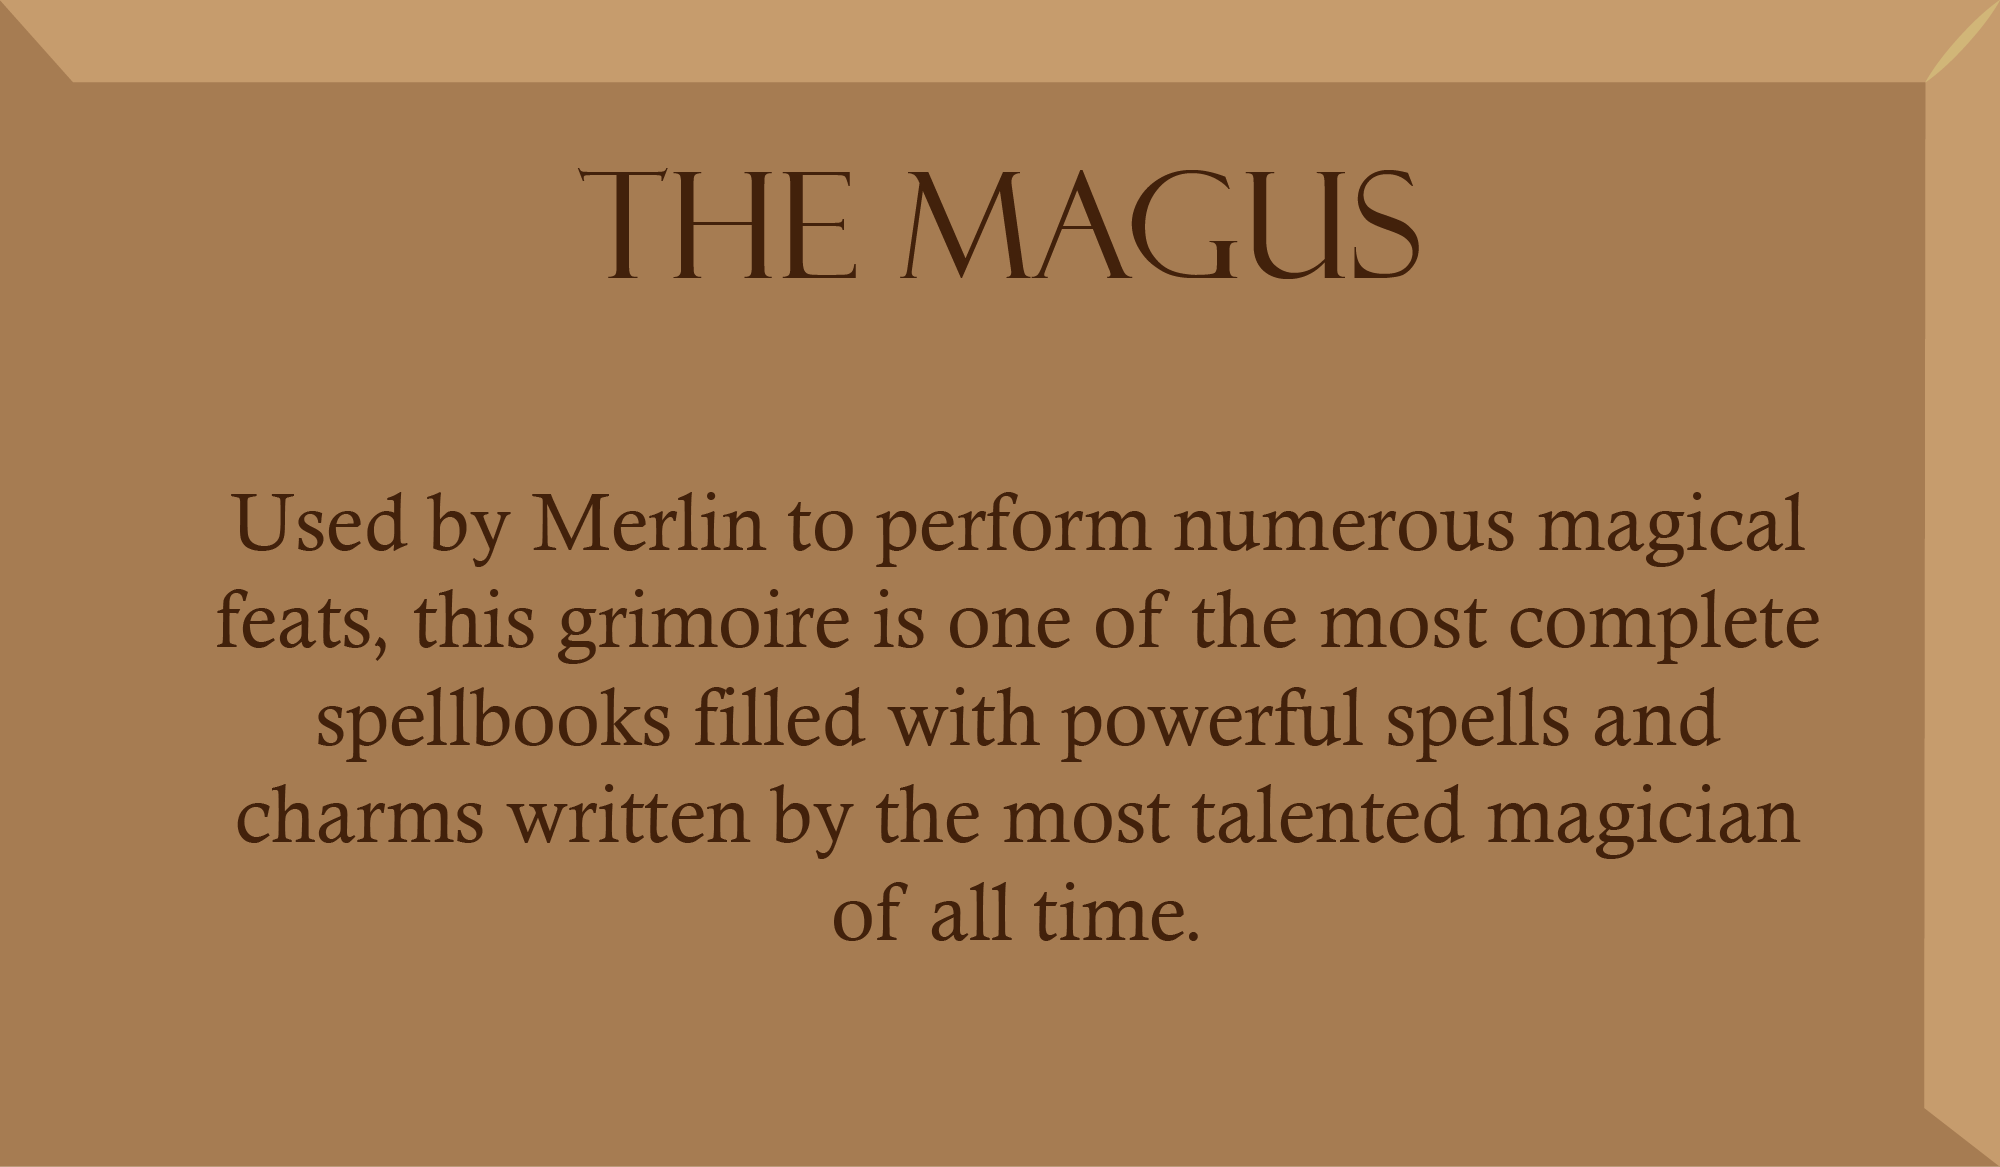 THE MAGUS
Used by Merlin to perform numerous magical
feats, this grimoire is one of the most complete
spellbooks filled with powerful spells and
charms written by the most talented magician
of all time.